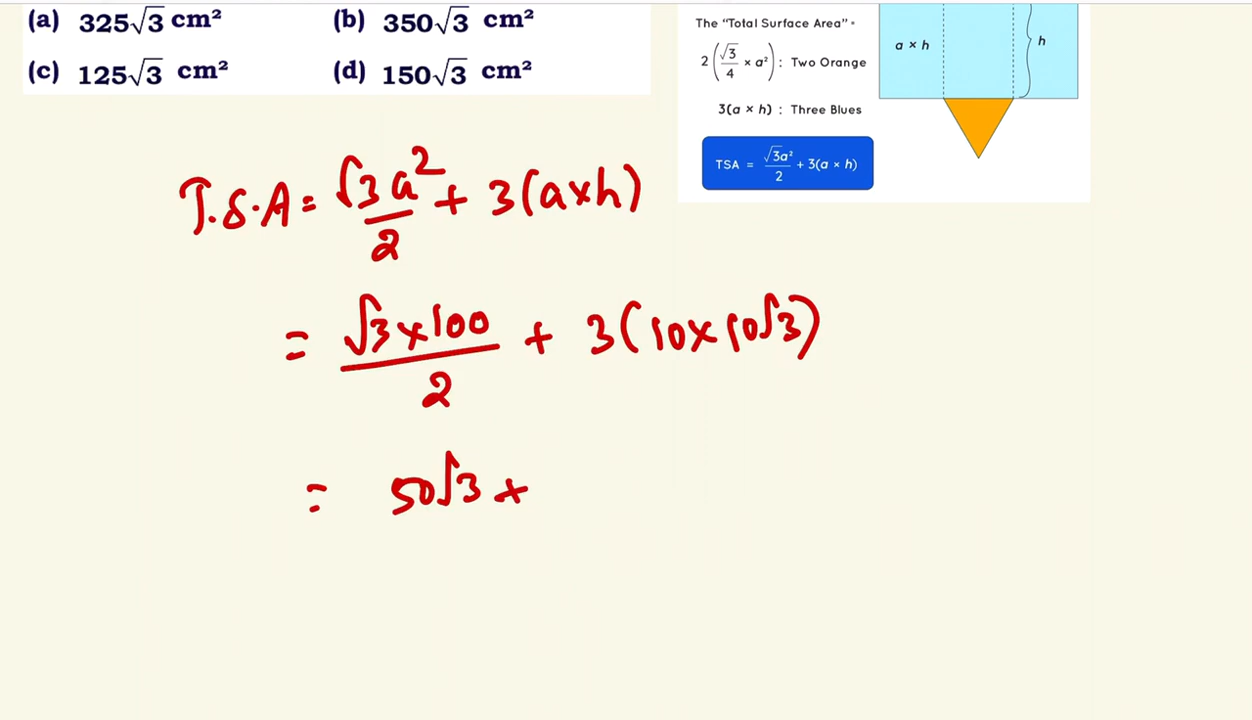 (a) 325√3 cm²
(b) 350√3 cm²
(c) 125√3 cm²
(d) 150√3 cm²
The “Total Surface Area” =
2(√3/4 × a²) : Two Orange
3(a × h) : Three Blues
TSA = √3a²/2 + 3(a × h)
a × h
h
T.S.A = √3a²/2 + 3(a×h)
= √3×100/2 + 3(10×10√3)
= 50√3 +